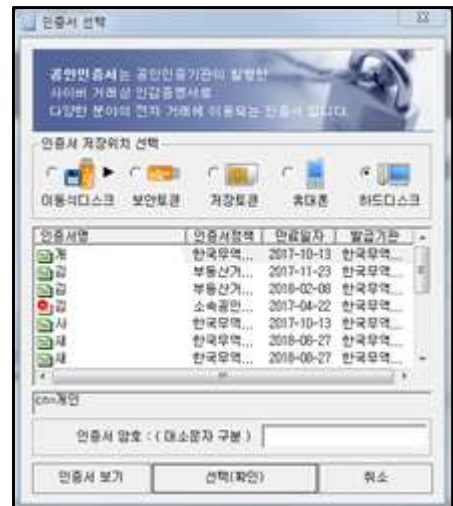 인증서 선택
공인인증서는 공인인증기관이 발행한
사이버 거래상 인감증명서로
다양한 분야의 전자 거래에 이용되는 인증서 입니다.
인증서 저장위치 선택
이동식디스크 보안토큰 저장토큰 휴대폰 하드디스크
인증서명 인증서정책 만료일자 발급기관
개 한국무역... 2017-10-13 한국무역...
김 부동산거... 2017-11-23 한국무역...
김 부동산거... 2018-02-08 한국무역...
김 소속공인... 2017-04-22 한국무역...
사 한국무역... 2017-10-13 한국무역...
재 한국무역... 2018-08-27 한국무역...
재 한국무역... 2018-08-27 한국무역...
cn=개인
인증서 암호 : ( 대소문자 구분 )
인증서 보기 선택(확인) 취소